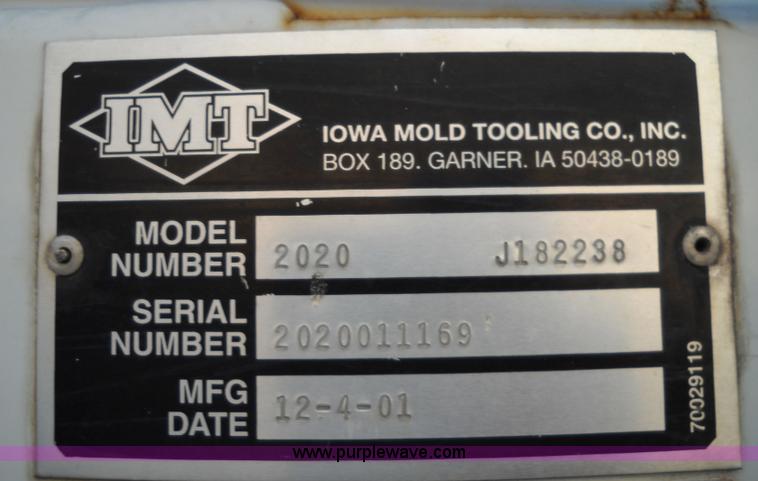 IMT
IOWA MOLD TOOLING CO., INC.
BOX 189. GARNER. IA 50438-0189
MODEL NUMBER 2020 J182238
SERIAL NUMBER 2020011169
MFG DATE 12-4-01
70029119
www.purplewave.com